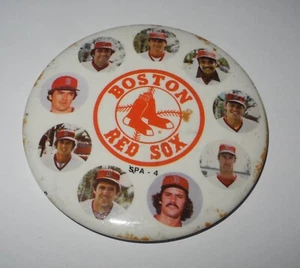 BOSTON
RED SOX
SPA - 4